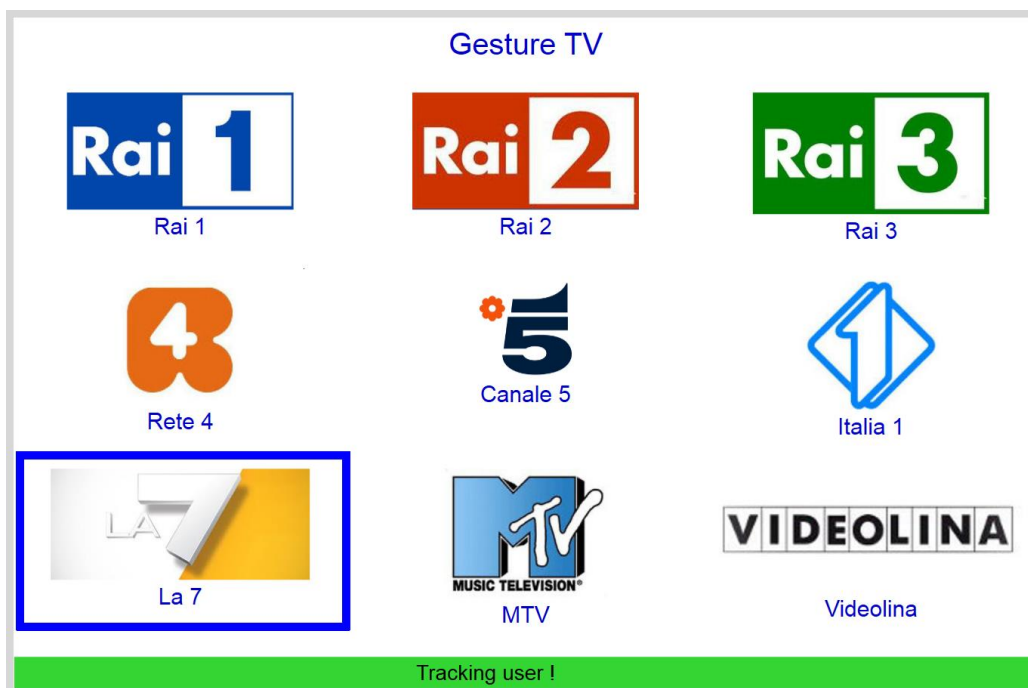 Gesture TV
Rai 1
Rai 2
Rai 3
Rai 1
Rai 2
Rai 3
4
5
1
Rete 4
Canale 5
Italia 1
LA 7
MTV
MUSIC TELEVISION®
VIDEOLINA
La 7
MTV
Videolina
Tracking user !